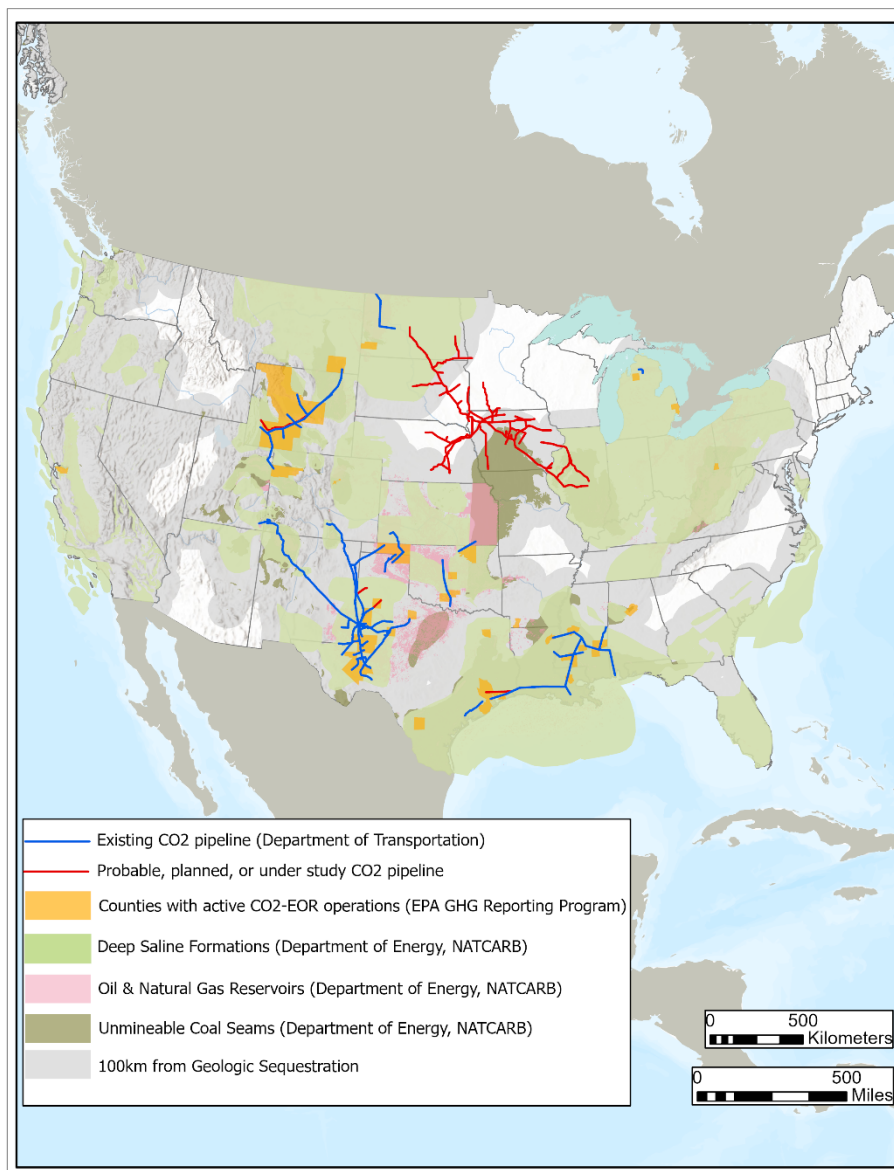 Existing CO2 pipeline (Department of Transportation)
Probable, planned, or under study CO2 pipeline
Counties with active CO2-EOR operations (EPA GHG Reporting Program)
Deep Saline Formations (Department of Energy, NATCARB)
Oil & Natural Gas Reservoirs (Department of Energy, NATCARB)
Unmineable Coal Seams (Department of Energy, NATCARB)
100km from Geologic Sequestration
0 500
Kilometers
0 500
Miles